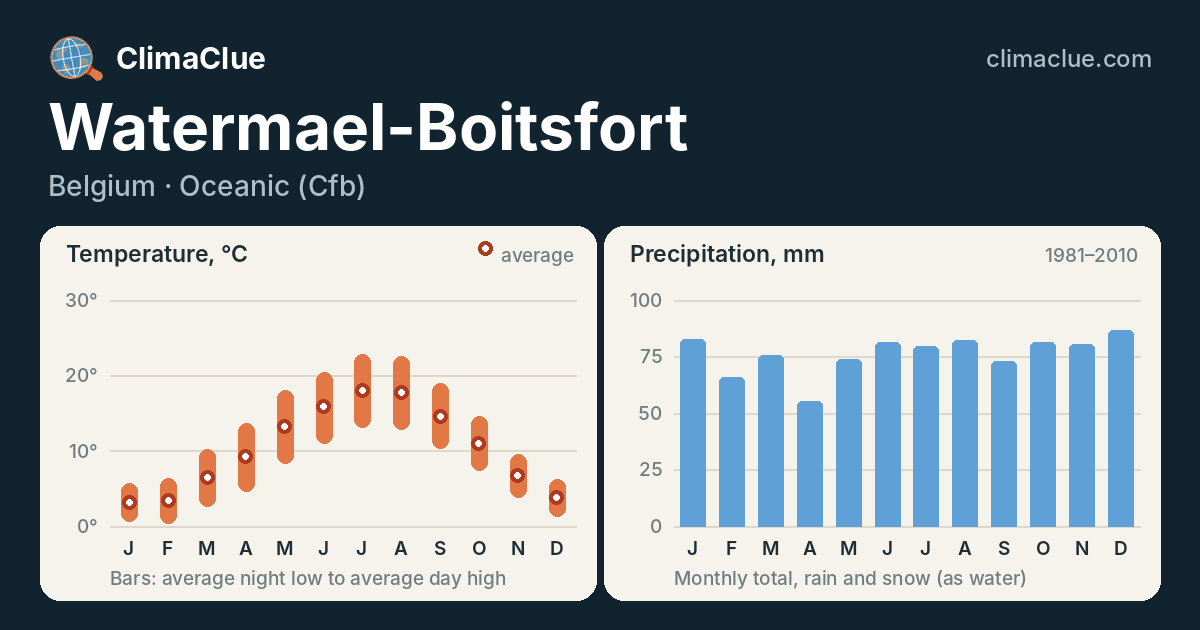 ClimaClue
climaclue.com
Watermael-Boitsfort
Belgium · Oceanic (Cfb)
Temperature, °C
average
30°
20°
10°
0°
J F M A M J J A S O N D
Bars: average night low to average day high
Precipitation, mm
1981–2010
100
75
50
25
0
J F M A M J J A S O N D
Monthly total, rain and snow (as water)